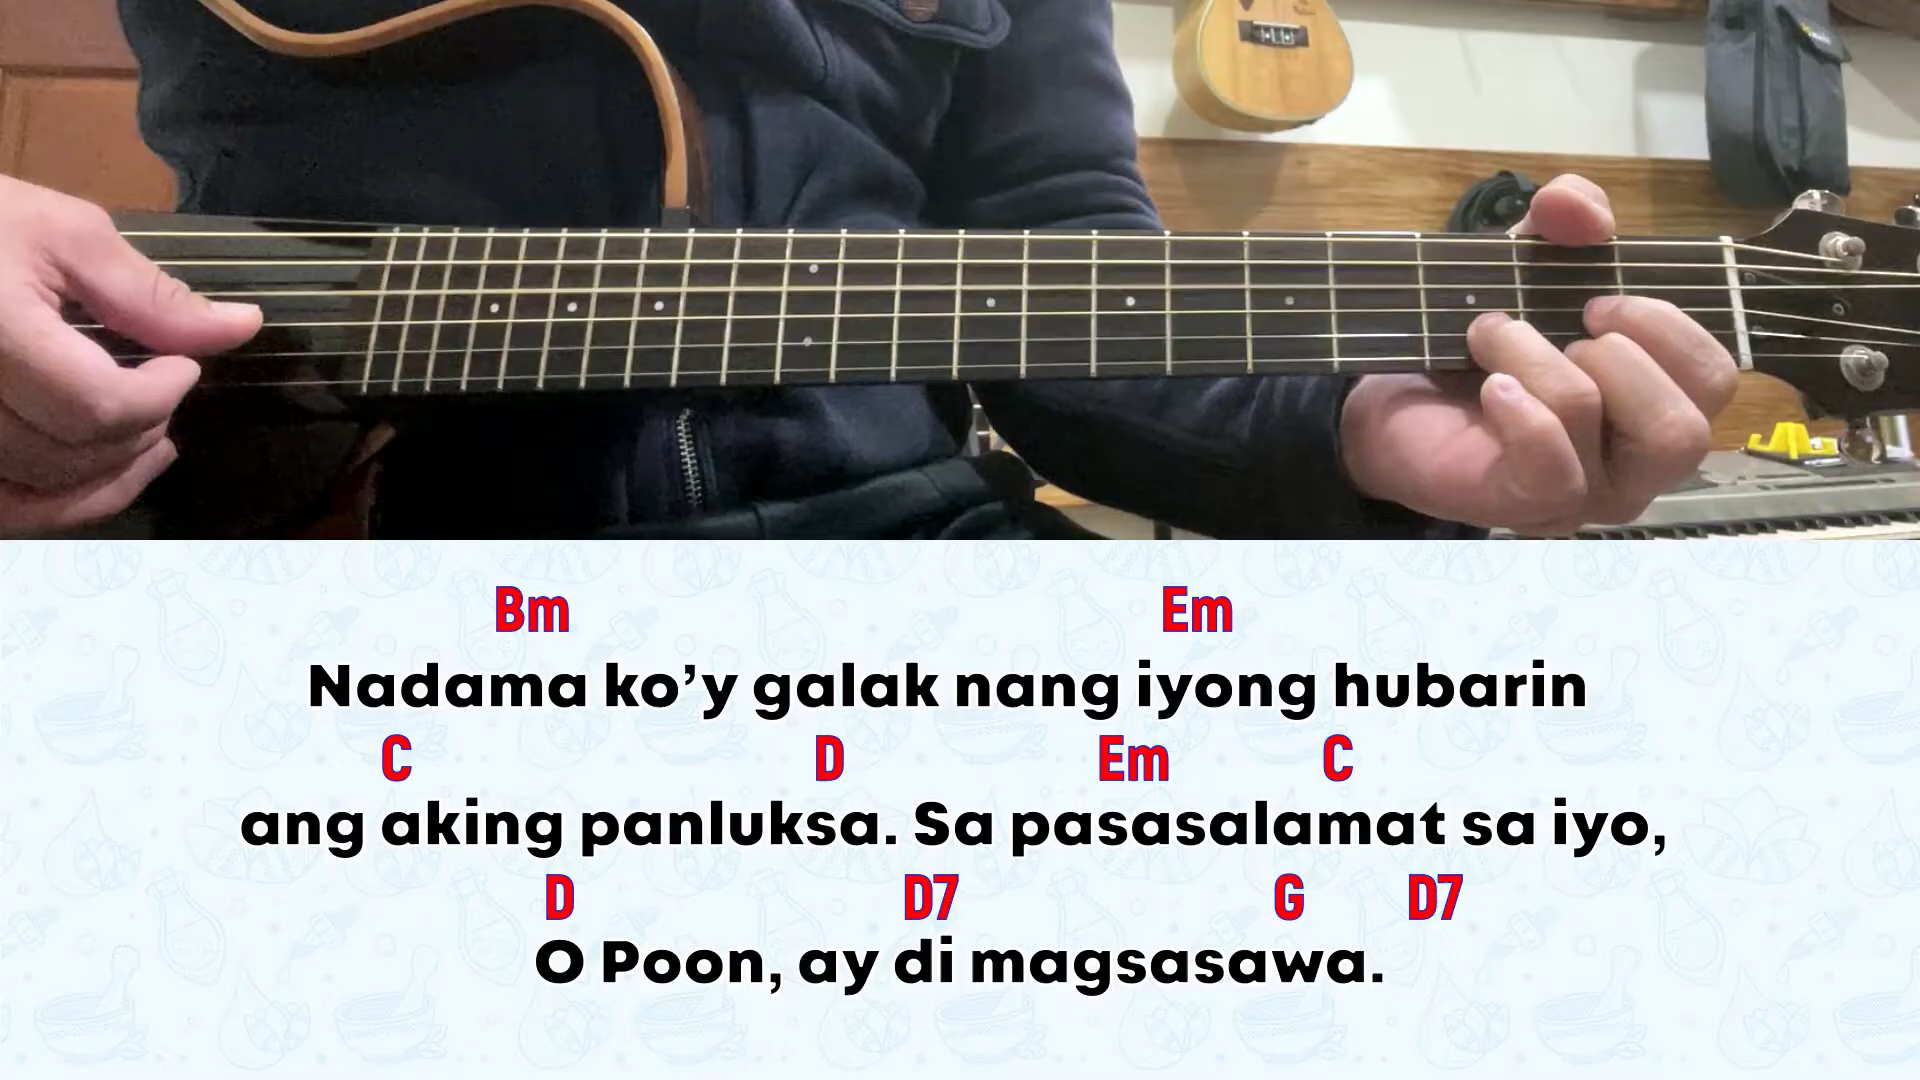 Bm Em
Nadama ko’y galak nang iyong hubarin
C D Em C
ang aking panluksa. Sa pasasalamat sa iyo,
D D7 G D7
O Poon, ay di magsasawa.